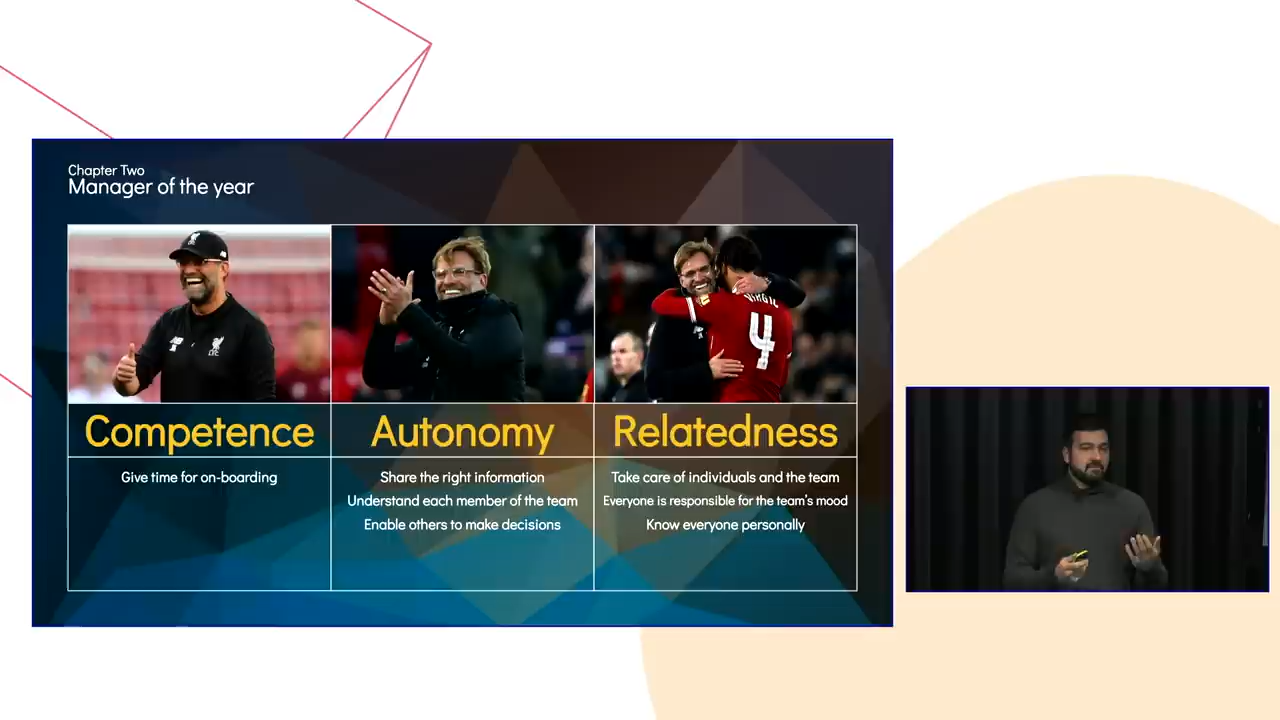 Chapter Two
Manager of the year
VIRGIL
4
Competence
Autonomy
Relatedness
Give time for on-boarding
Share the right information
Understand each member of the team
Enable others to make decisions
Take care of individuals and the team
Everyone is responsible for the team's mood
Know everyone personally